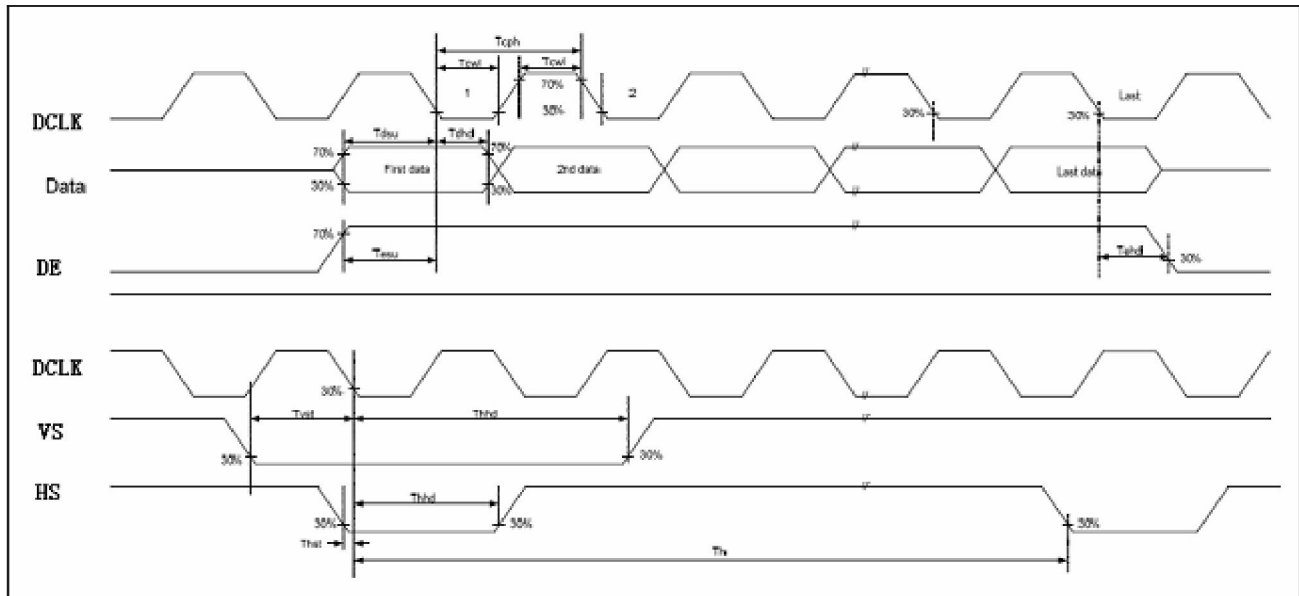 Tcph
Tcwl
Tcwl
1
70%
30%
2
30%
30%
Last
DCLK
Tdsu
Tdhd
70%
70%
First data
2nd data
Last data
30%
30%
Data
70%
Tesu
Tehd
30%
DE
DCLK
30%
Tvst
Thhd
VS
30%
30%
HS
Thhd
30%
30%
30%
Thst
Th